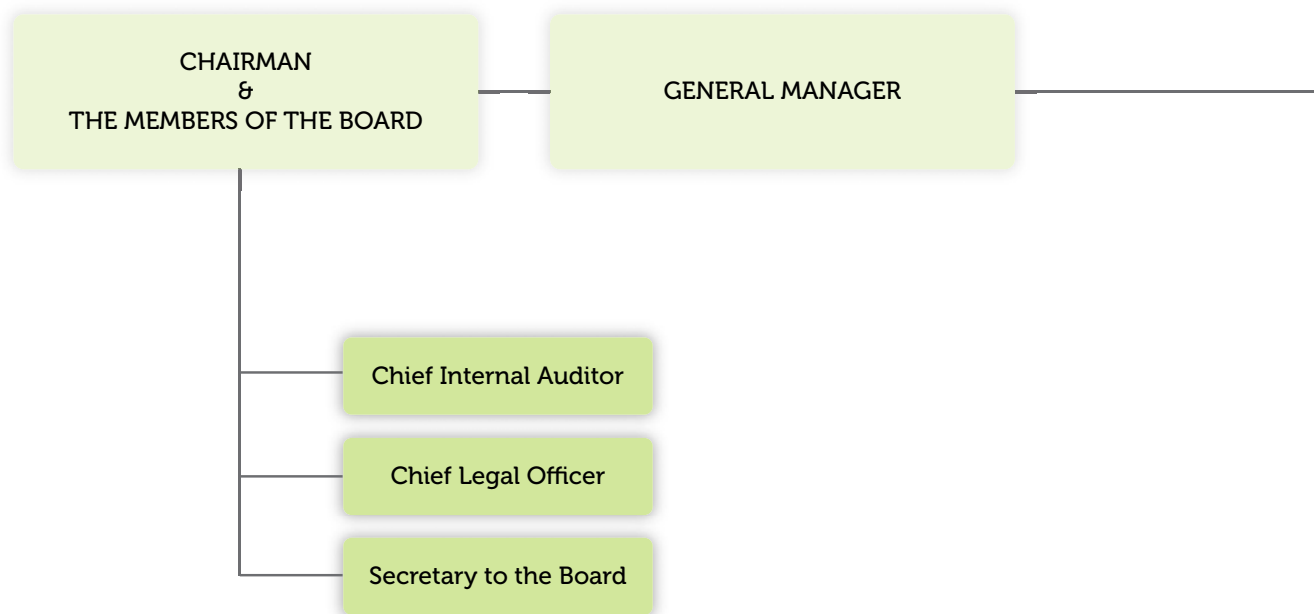 CHAIRMAN
&
THE MEMBERS OF THE BOARD
GENERAL MANAGER
Chief Internal Auditor
Chief Legal Officer
Secretary to the Board